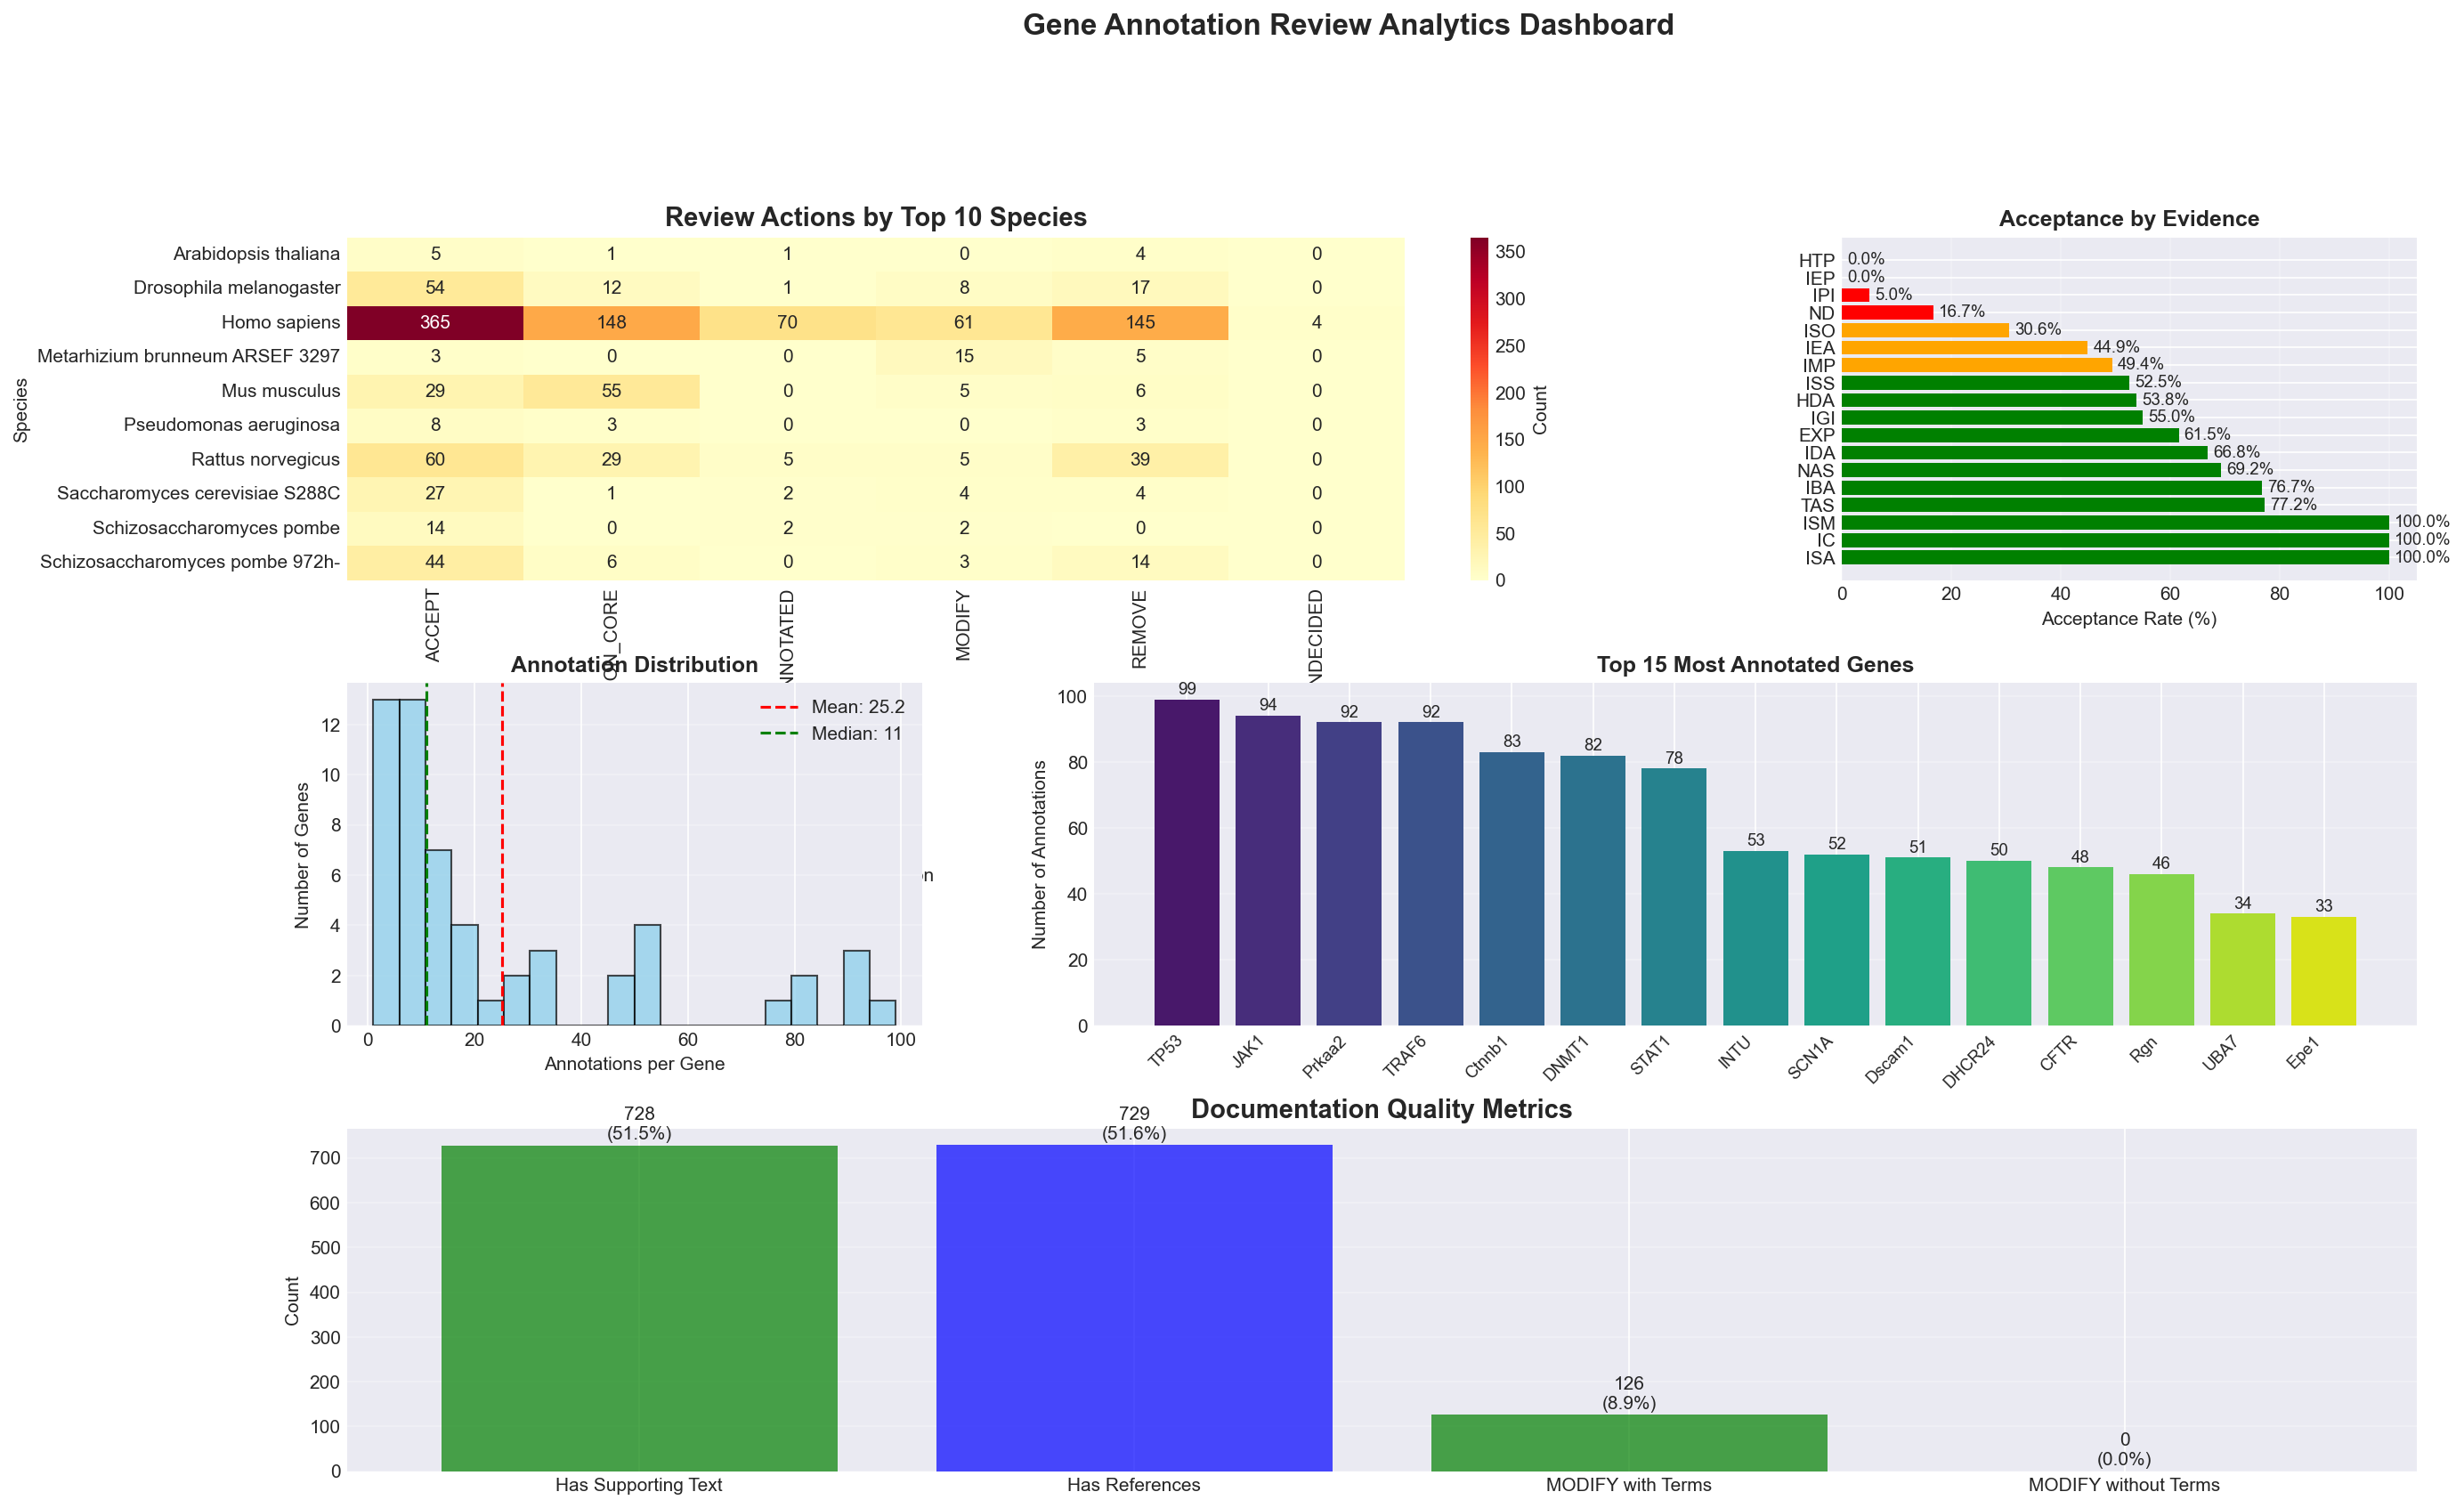 Gene Annotation Review Analytics Dashboard
Review Actions by Top 10 Species
Species
Arabidopsis thaliana 5 1 1 0 4 0
Drosophila melanogaster 54 12 1 8 17 0
Homo sapiens 365 148 70 61 145 4
Metarhizium brunneum ARSEF 3297 3 0 0 15 5 0
Mus musculus 29 55 0 5 6 0
Pseudomonas aeruginosa 8 3 0 0 3 0
Rattus norvegicus 60 29 5 5 39 0
Saccharomyces cerevisiae S288C 27 1 2 4 4 0
Schizosaccharomyces pombe 14 0 2 2 0 0
Schizosaccharomyces pombe 972h- 44 6 0 3 14 0
ACCEPT
ON_CORE
NNOTATED
MODIFY
REMOVE
NDECIDED
on
350
300
250
200
150
100
50
0
Count
Acceptance by Evidence
HTP 0.0%
IEP 0.0%
IPI 5.0%
ND 16.7%
ISO 30.6%
IEA 44.9%
IMP 49.4%
ISS 52.5%
HDA 53.8%
IGI 55.0%
EXP 61.5%
IDA 66.8%
NAS 69.2%
IBA 76.7%
TAS 77.2%
ISM 100.0%
IC 100.0%
ISA 100.0%
0 20 40 60 80 100
Acceptance Rate (%)
Annotation Distribution
Number of Genes
12
10
8
6
4
2
0
Mean: 25.2
Median: 11
0 20 40 60 80 100
Annotations per Gene
Top 15 Most Annotated Genes
Number of Annotations
100
80
60
40
20
0
99 94 92 92 83 82 78 53 52 51 50 48 46 34 33
TP53 JAK1 Prkaa2 TRAF6 Ctnnb1 DNMT1 STAT1 INTU SCN1A Dscam1 DHCR24 CFTR Rgn UBA7 Epe1
Documentation Quality Metrics
Count
700
600
500
400
300
200
100
0
728
(51.5%)
729
(51.6%)
126
(8.9%)
0
(0.0%)
Has Supporting Text Has References MODIFY with Terms MODIFY without Terms